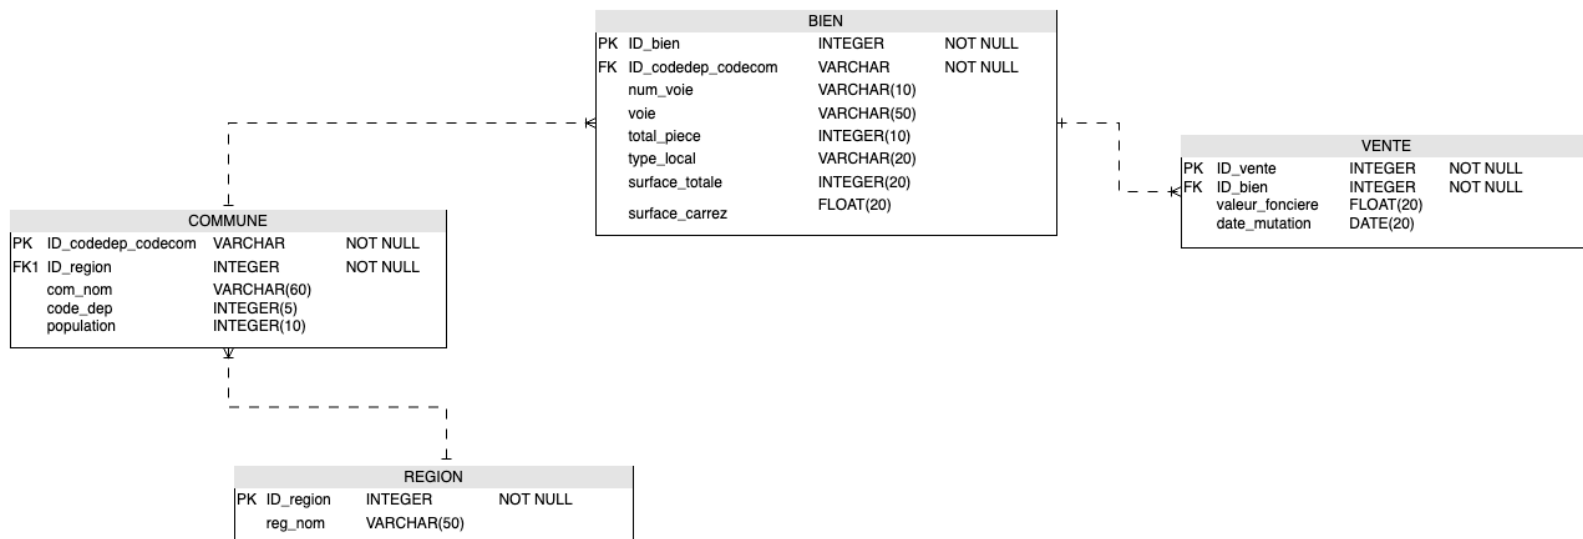 BIEN
PK ID_bien INTEGER NOT NULL
FK ID_codedep_codecom VARCHAR NOT NULL
num_voie VARCHAR(10)
voie VARCHAR(50)
total_piece INTEGER(10)
type_local VARCHAR(20)
surface_totale INTEGER(20)
surface_carrez FLOAT(20)
VENTE
PK ID_vente INTEGER NOT NULL
FK ID_bien INTEGER NOT NULL
valeur_fonciere FLOAT(20)
date_mutation DATE(20)
COMMUNE
PK ID_codedep_codecom VARCHAR NOT NULL
FK1 ID_region INTEGER NOT NULL
com_nom VARCHAR(60)
code_dep INTEGER(5)
population INTEGER(10)
REGION
PK ID_region INTEGER NOT NULL
reg_nom VARCHAR(50)